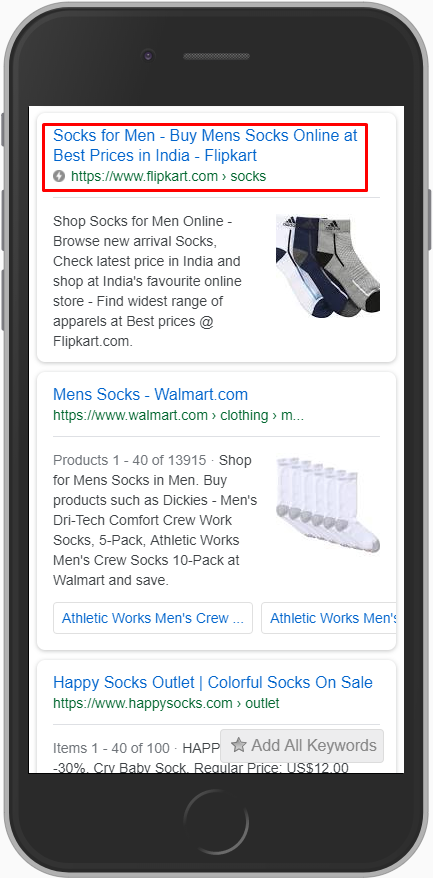 Socks for Men - Buy Mens Socks Online at
Best Prices in India - Flipkart
https://www.flipkart.com › socks
Shop Socks for Men Online -
Browse new arrival Socks,
Check latest price in India and
shop at India's favourite online
store - Find widest range of
apparels at Best prices @
Flipkart.com.
adidas
Mens Socks - Walmart.com
https://www.walmart.com › clothing › m...
Products 1 - 40 of 13915 · Shop
for Mens Socks in Men. Buy
products such as Dickies - Men's
Dri-Tech Comfort Crew Work
Socks, 5-Pack, Athletic Works
Men's Crew Socks 10-Pack at
Walmart and save.
Athletic Works Men's Crew ...
Athletic Works Men's
Happy Socks Outlet | Colorful Socks On Sale
https://www.happysocks.com › outlet
Items 1 - 40 of 100 · HAPP
Add All Keywords
-30%. Cry Baby Sock. Regular Price: US$12.00